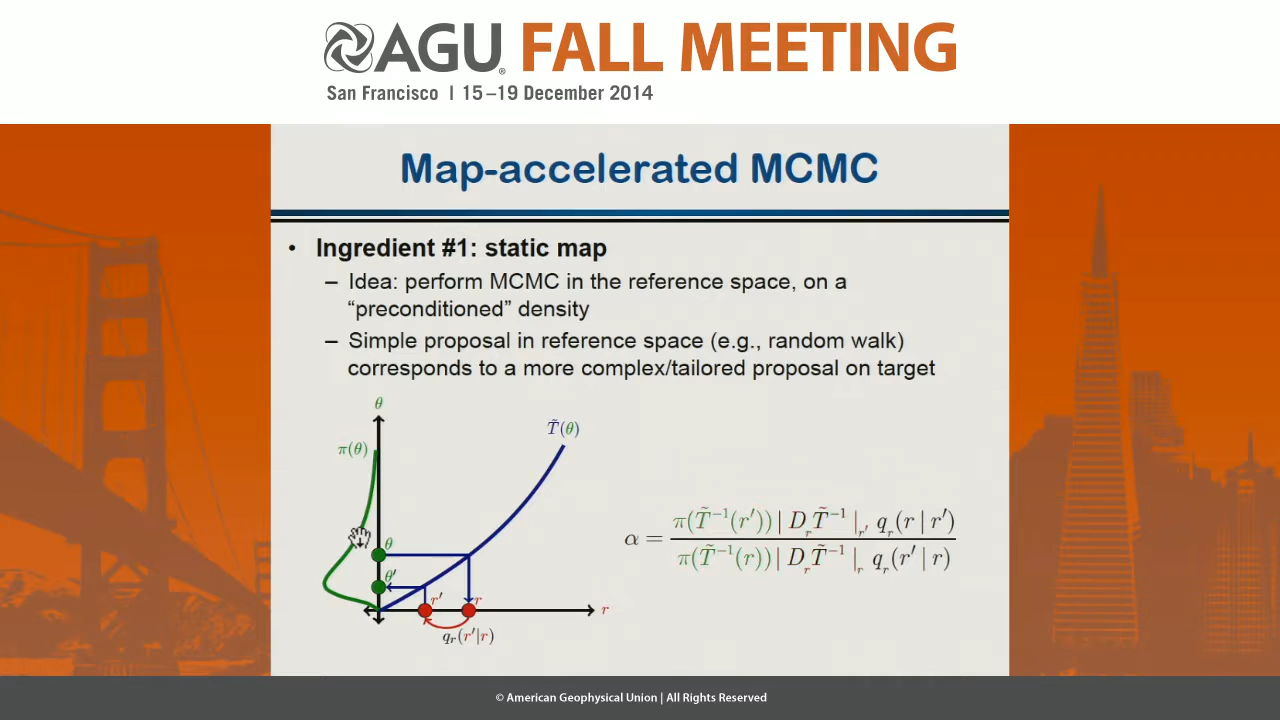 AGU FALL MEETING
San Francisco | 15–19 December 2014
Map-accelerated MCMC
• Ingredient #1: static map
– Idea: perform MCMC in the reference space, on a
“preconditioned” density
– Simple proposal in reference space (e.g., random walk)
corresponds to a more complex/tailored proposal on target
θ
π(θ)
T̃(θ)
θ
θ′
r′
r
r
q_r(r′|r)
α = π(T̃⁻¹(r′)) | D_r T̃⁻¹ |_r′ q_r(r | r′)
π(T̃⁻¹(r)) | D_r T̃⁻¹ |_r q_r(r′ | r)
© American Geophysical Union | All Rights Reserved